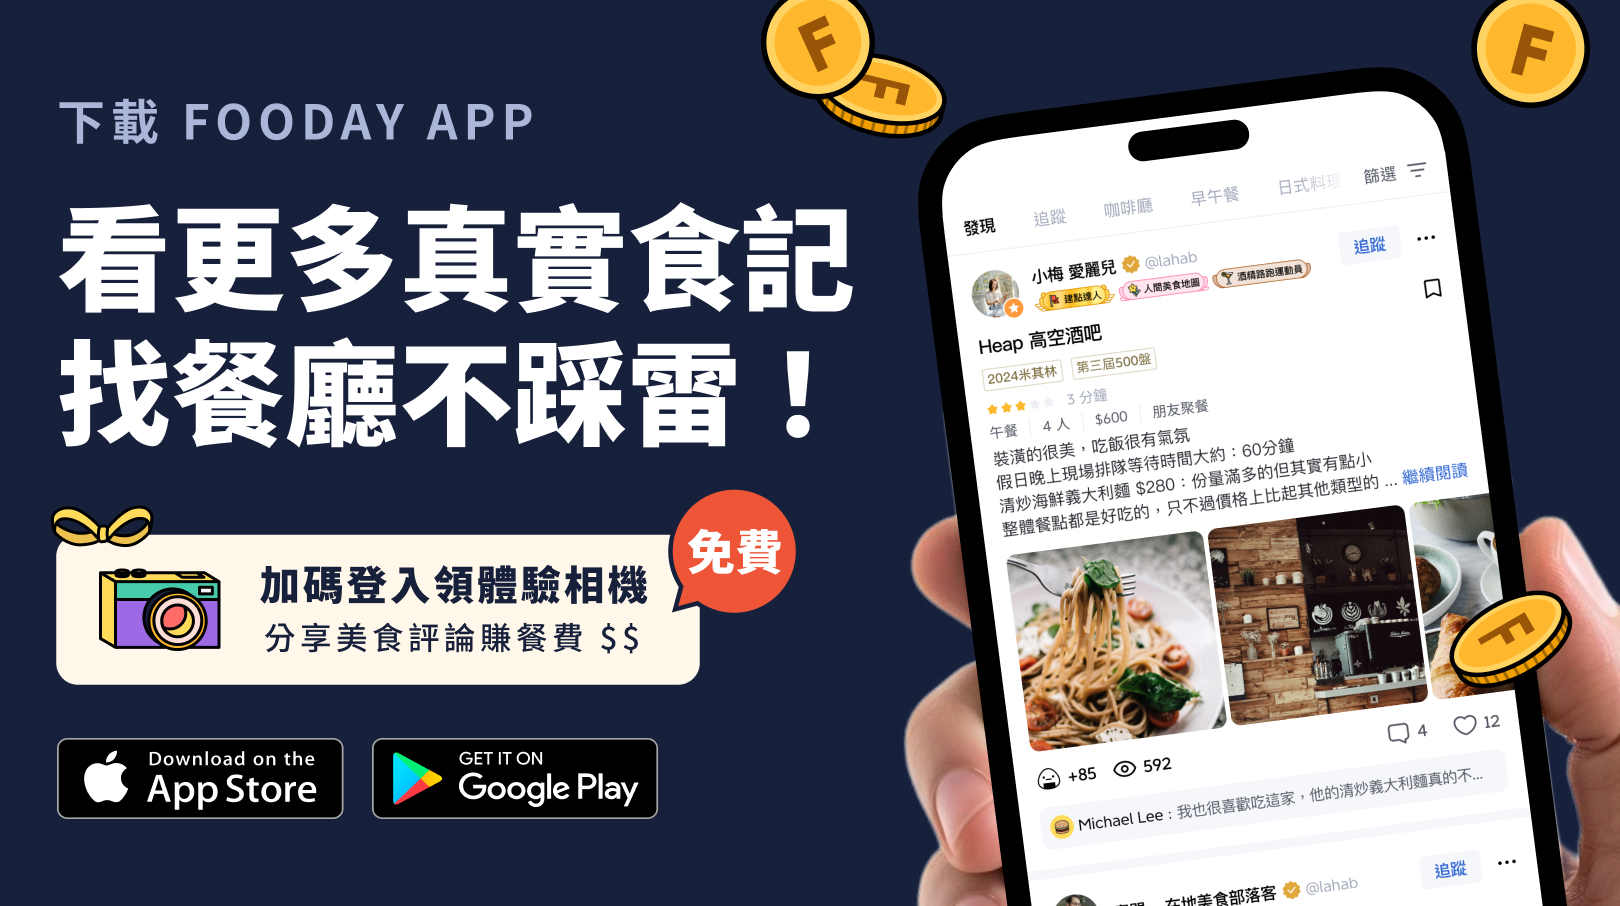 下載 FOODAY APP
看更多真實食記
找餐廳不踩雷！
加碼登入領體驗相機
分享美食評論賺餐費 $$
免費
Download on the
App Store
GET IT ON
Google Play
F
F
F
F
發現 追蹤 咖啡廳 早午餐 日式料理 篩選
小梅 愛麗兒 @lahab 追蹤
建點達人 人間美食地圖 酒精路跑運動員
Heap 高空酒吧
2024米其林 第三屆500盤
3 分鐘
午餐 4 人 $600 朋友聚餐
裝潢的很美，吃飯很有氣氛
假日晚上現場排隊等待時間大約：60分鐘
清炒海鮮義大利麵 $280：份量滿多的但其實有點小
整體餐點都是好吃的，只不過價格上比起其他類型的 ... 繼續閱讀
+85 592 4 12
Michael Lee : 我也很喜歡吃這家，他的清炒義大利麵真的不...
在地美食部落客 @lahab 追蹤